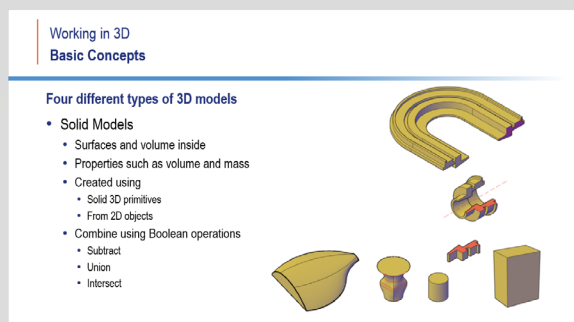 Working in 3D
Basic Concepts
Four different types of 3D models
• Solid Models
• Surfaces and volume inside
• Properties such as volume and mass
• Created using
• Solid 3D primitives
• From 2D objects
• Combine using Boolean operations
• Subtract
• Union
• Intersect